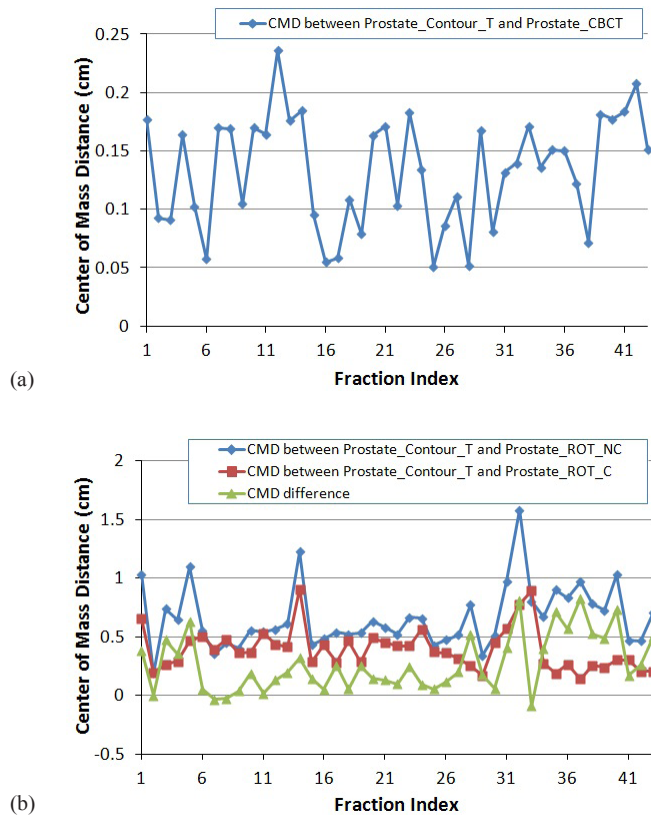 CMD between Prostate_Contour_T and Prostate_CBCT
0.25
0.2
0.15
0.1
0.05
0
Center of Mass Distance (cm)
1 6 11 16 21 26 31 36 41
Fraction Index
(a)
CMD between Prostate_Contour_T and Prostate_ROT_NC
CMD between Prostate_Contour_T and Prostate_ROT_C
CMD difference
2
1.5
1
0.5
0
-0.5
Center of Mass Distance (cm)
1 6 11 16 21 26 31 36 41
Fraction Index
(b)